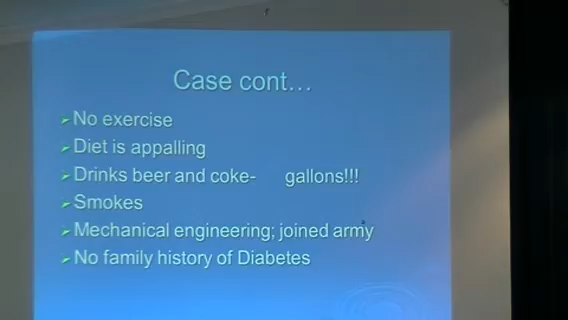 Case cont...
No exercise
Diet is appalling
Drinks beer and coke- gallons!!!
Smokes
Mechanical engineering; joined army
No family history of Diabetes